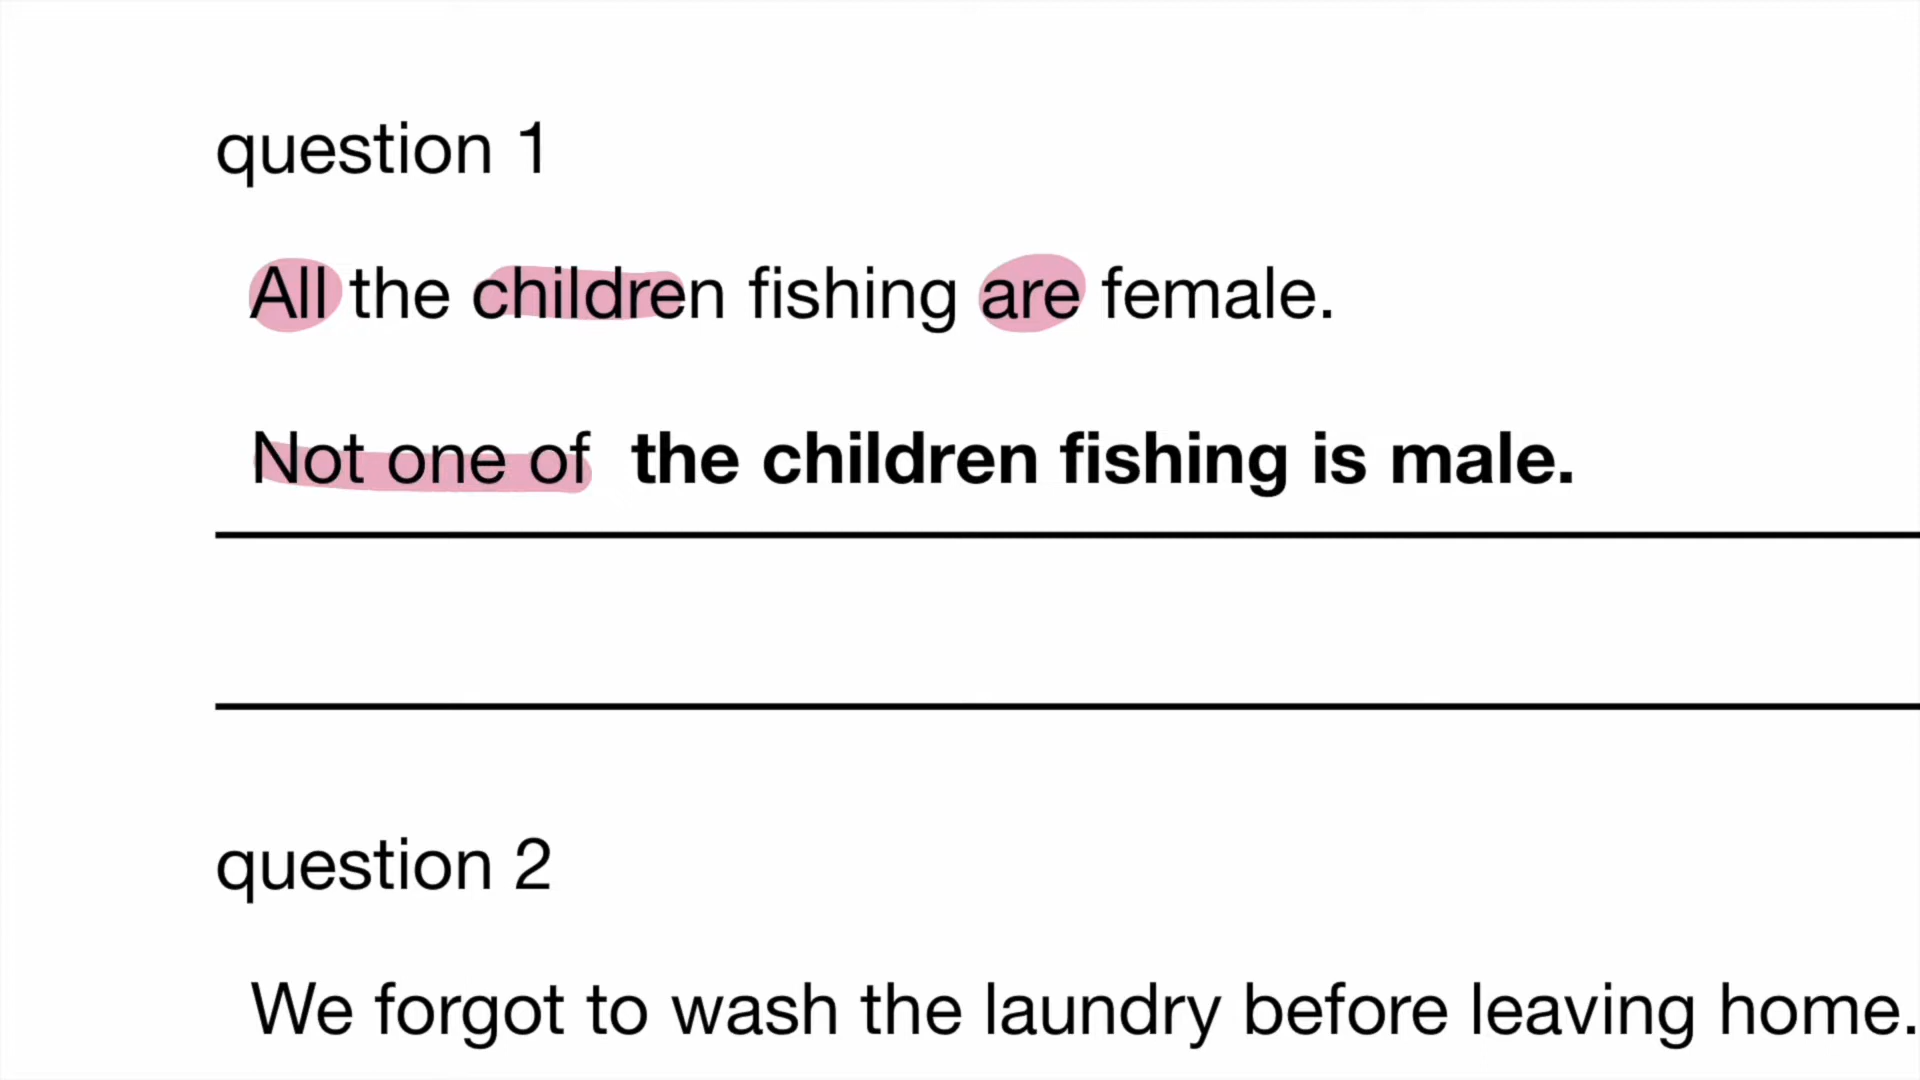 question 1
All the children fishing are female.
Not one of the children fishing is male.
question 2
We forgot to wash the laundry before leaving home.